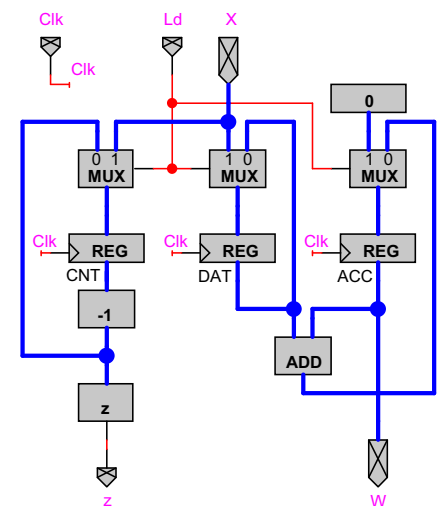 Clk Ld X
Clk
0
0 1 1 0 1 0
MUX MUX MUX
Clk REG Clk REG Clk REG
CNT DAT ACC
-1
ADD
z
z W